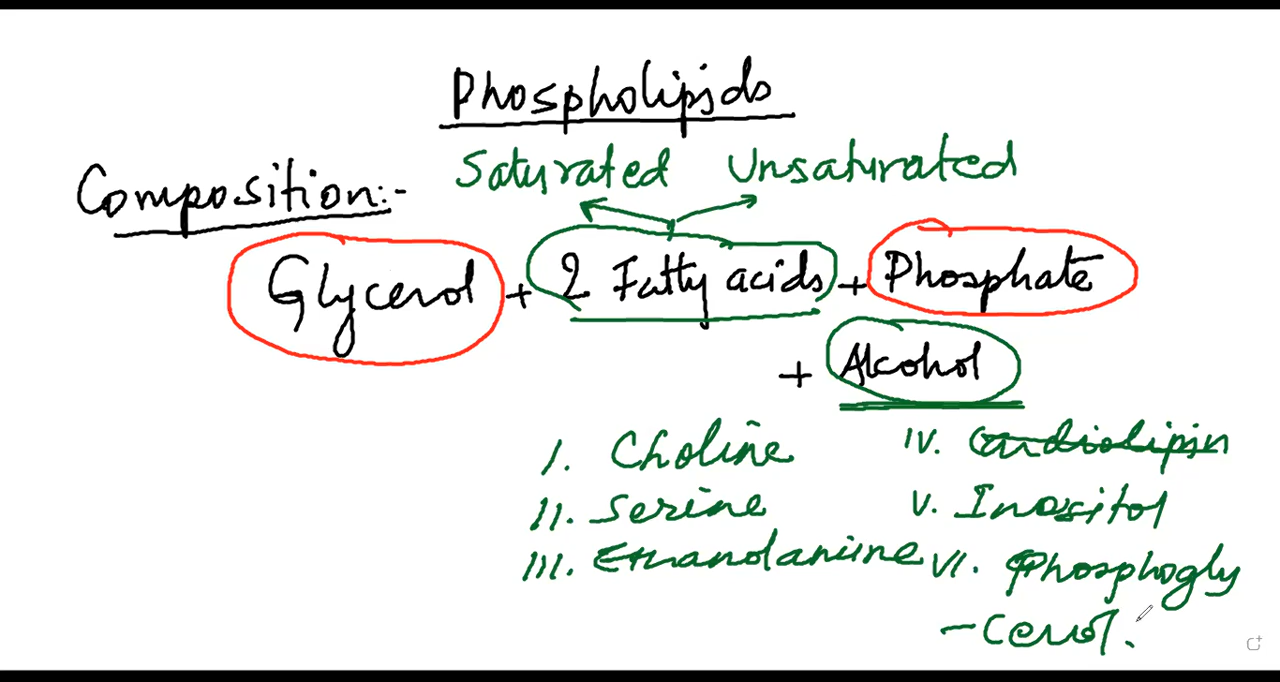 Phospholipids
Saturated Unsaturated
Composition:-
Glycerol + 2 Fatty acids + Phosphate
+ Alcohol
I. Choline
II. Serine
III. Ethanolamine
IV. Cardiolipin
V. Inositol
VI. Phosphogly
-cerol.